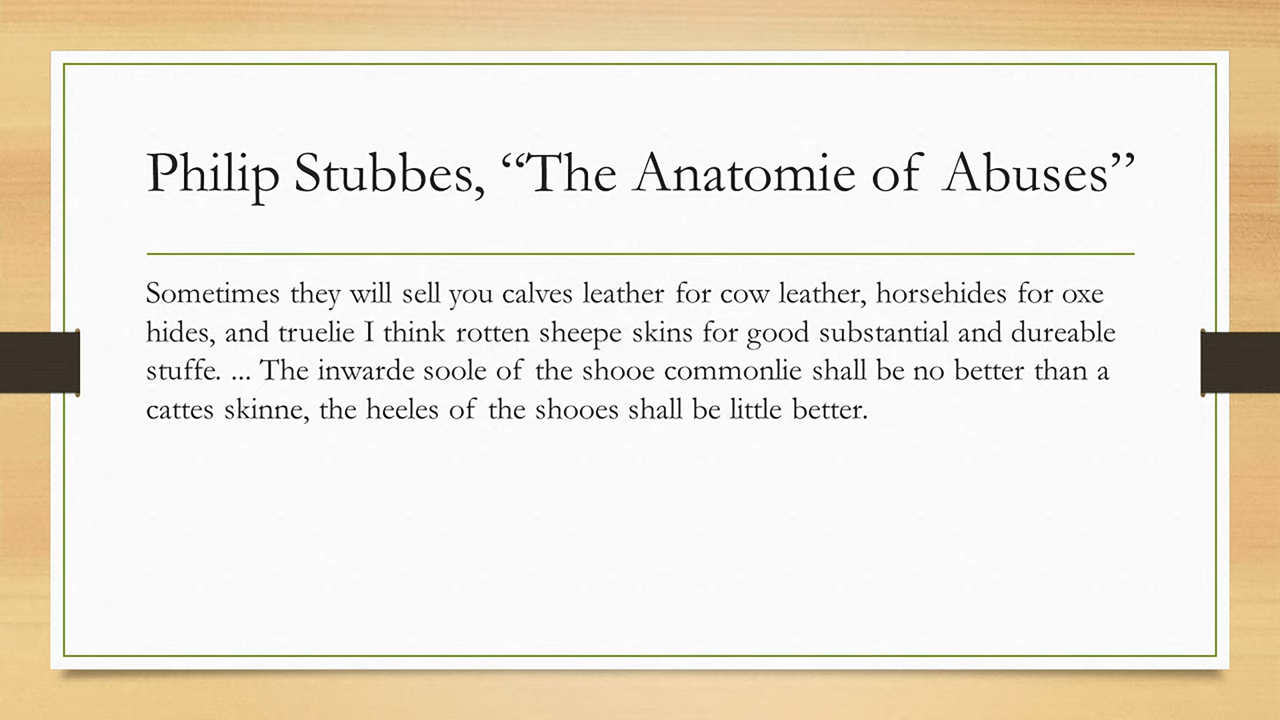 Philip Stubbes, “The Anatomie of Abuses”
Sometimes they will sell you calves leather for cow leather, horsehides for oxe
hides, and truelie I think rotten sheepe skins for good substantial and dureable
stuffe. ... The inwarde soole of the shooe commonlie shall be no better than a
cattes skinne, the heeles of the shooes shall be little better.